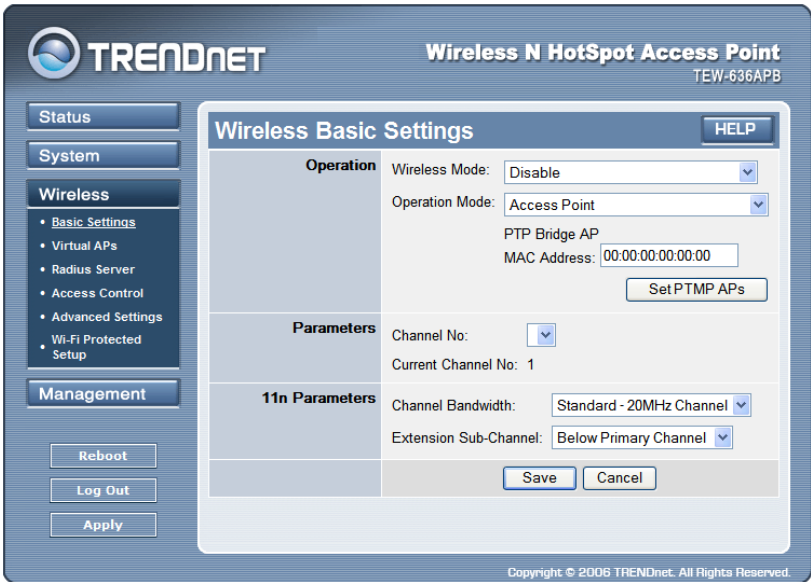 TRENDNET
Wireless N HotSpot Access Point
TEW-636APB
Status
System
Wireless
• Basic Settings
• Virtual APs
• Radius Server
• Access Control
• Advanced Settings
• Wi-Fi Protected
Setup
Management
Reboot
Log Out
Apply
Wireless Basic Settings
HELP
Operation
Wireless Mode: Disable
Operation Mode: Access Point
PTP Bridge AP
MAC Address: 00:00:00:00:00:00
Set PTMP APs
Parameters
Channel No:
Current Channel No: 1
11n Parameters
Channel Bandwidth: Standard - 20MHz Channel
Extension Sub-Channel: Below Primary Channel
Save Cancel
Copyright © 2006 TRENDnet. All Rights Reserved.